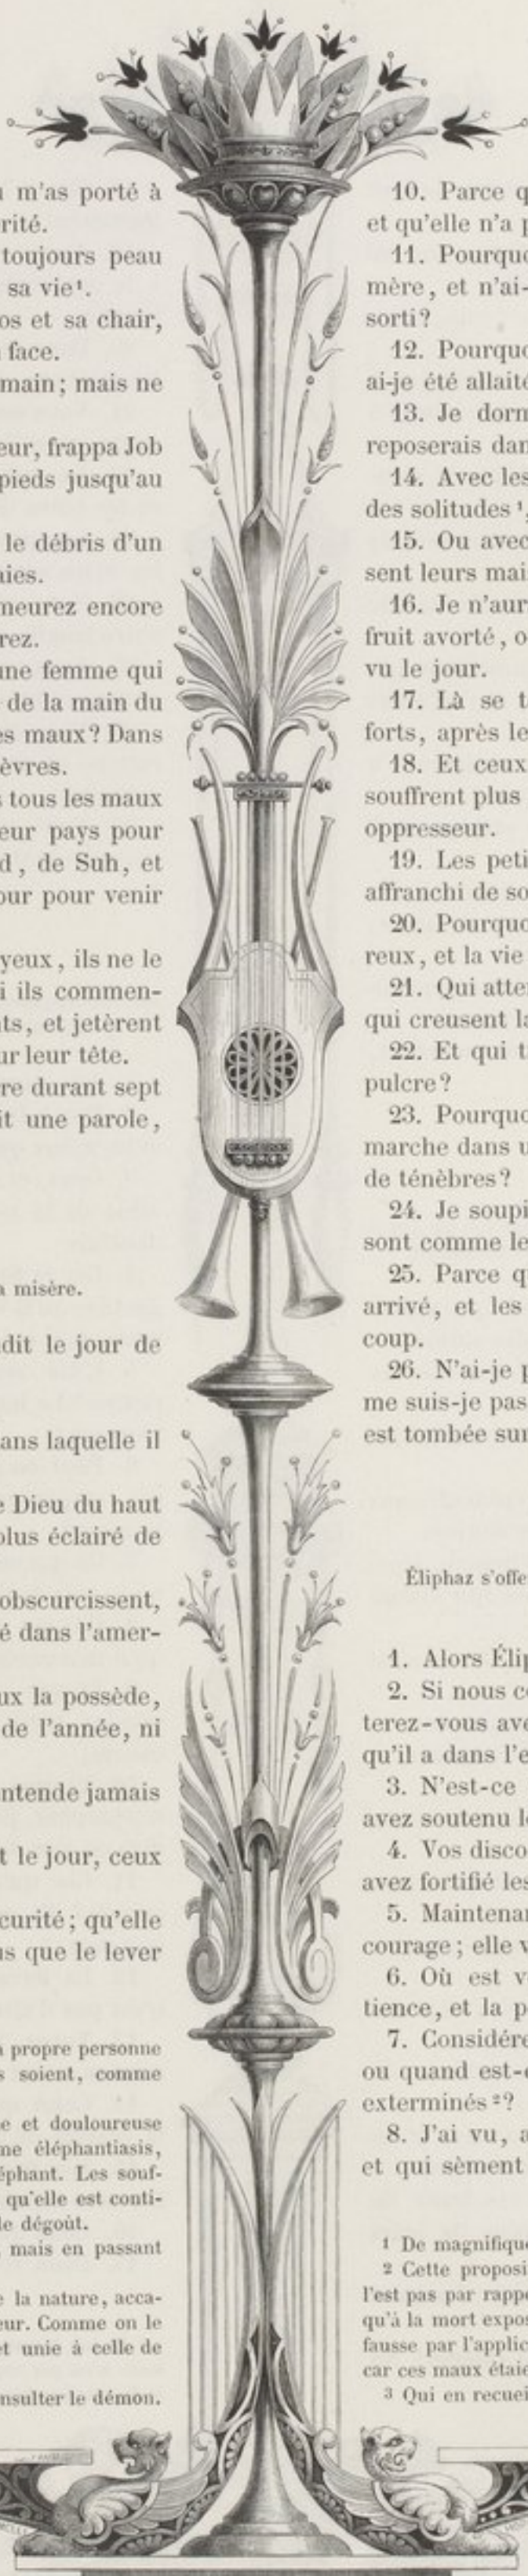 m'as porté à
rité.
toujours peau
sa vie¹.
os et sa chair,
face.
main; mais ne
eur, frappa Job
pieds jusqu'au
le débris d'un
aies.
meurez encore
rez.
une femme qui
de la main du
es maux? Dans
èvres.
tous les maux
eur pays pour
d, de Suh, et
our pour venir
yeux, ils ne le
i ils commen-
ts, et jetèrent
ur leur tête.
re durant sept
it une parole,
a misère.
dit le jour de
ans laquelle il
e Dieu du haut
plus éclairé de
obscurcissent,
é dans l'amer-
ux la possède,
de l'année, ni
ntende jamais
t le jour, ceux
curité; qu'elle
s que le lever
propre personne
s soient, comme
e et douloureuse
me éléphantiasis,
éphant. Les souf-
qu'elle est conti-
le dégoût.
mais en passant
e la nature, acca-
eur. Comme on le
et unie à celle de
nsulter le démon.
10. Parce q
et qu'elle n'a p
11. Pourquo
mère, et n'ai-
sorti?
12. Pourquo
ai-je été allaité
13. Je dorm
reposerais dan
14. Avec les
des solitudes ¹,
15. Ou avec
sent leurs mai
16. Je n'aur
fruit avorté, o
vu le jour.
17. Là se t
forts, après le
18. Et ceux
souffrent plus
oppresseur.
19. Les peti
affranchi de so
20. Pourquo
reux, et la vie
21. Qui atte
qui creusent la
22. Et qui t
pulcre?
23. Pourquo
marche dans u
de ténèbres?
24. Je soupi
sont comme le
25. Parce q
arrivé, et les
coup.
26. N'ai-je p
me suis-je pas
est tombée sur
Éliphaz s'offe
1. Alors Élip
2. Si nous c
terez-vous ave
qu'il a dans l'e
3. N'est-ce
avez soutenu l
4. Vos disco
avez fortifié les
5. Maintenan
courage; elle v
6. Où est v
tience, et la p
7. Considére
ou quand est-c
exterminés ²?
8. J'ai vu, a
et qui sèment
1 De magnifique
2 Cette proposi
l'est pas par rapp
qu'à la mort expos
fausse par l'applic
car ces maux étaie
3 Qui en recuei